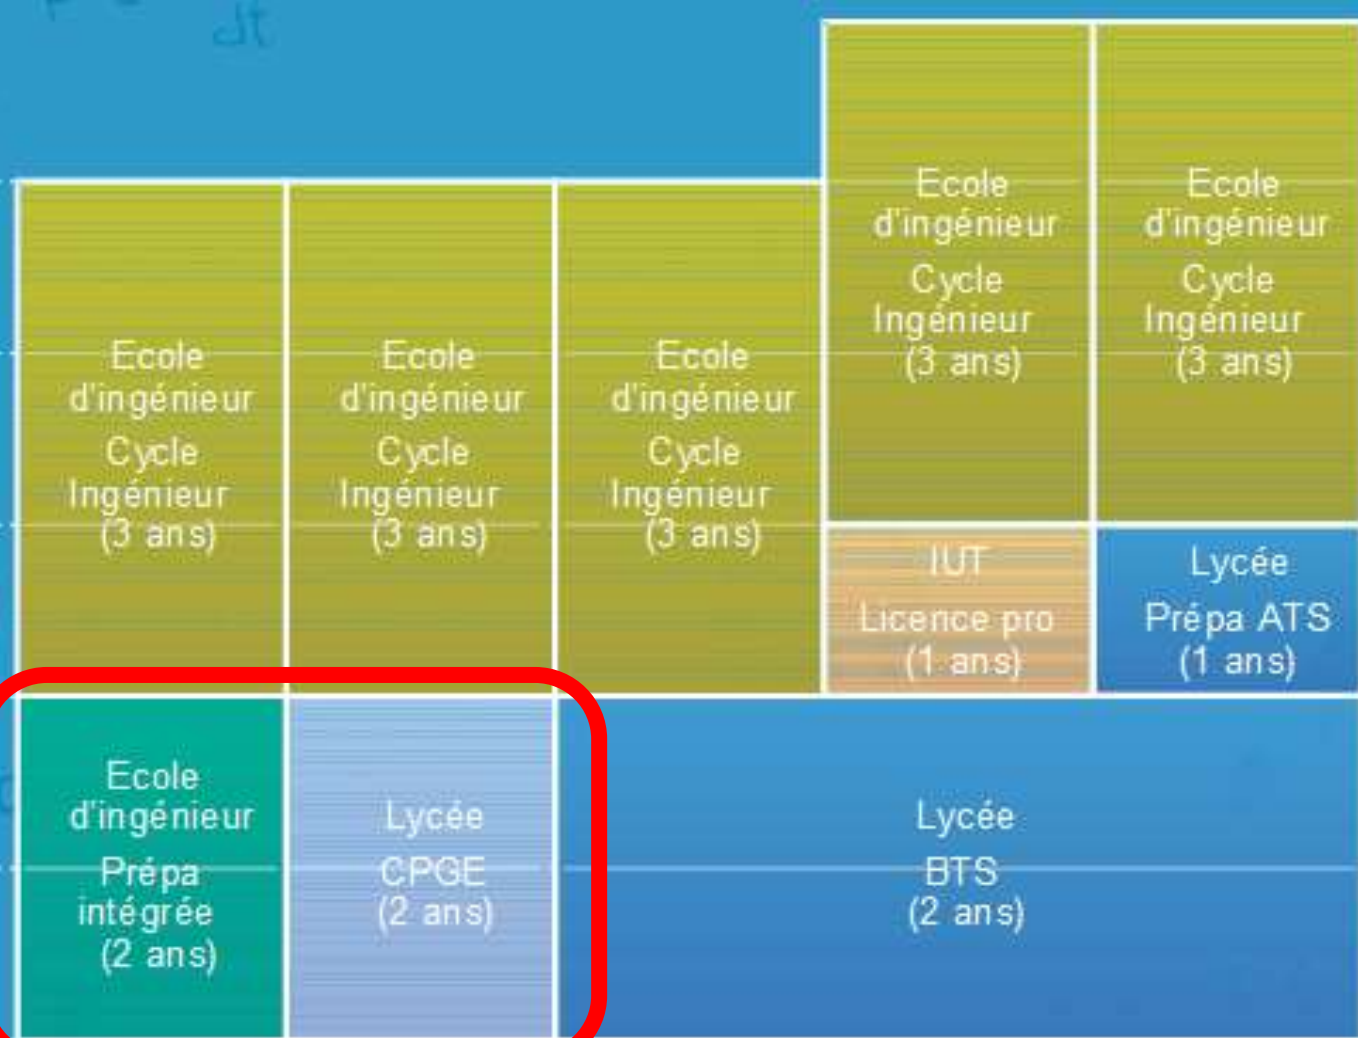 dt
Ecole
d'ingénieur
Cycle
Ingénieur
(3 ans)
Ecole
d'ingénieur
Cycle
Ingénieur
(3 ans)
Ecole
d'ingénieur
Cycle
Ingénieur
(3 ans)
Ecole
d'ingénieur
Cycle
Ingénieur
(3 ans)
Ecole
d'ingénieur
Cycle
Ingénieur
(3 ans)
IUT
Licence pro
(1 ans)
Lycée
Prépa ATS
(1 ans)
Ecole
d'ingénieur
Prépa
intégrée
(2 ans)
Lycée
CPGE
(2 ans)
Lycée
BTS
(2 ans)